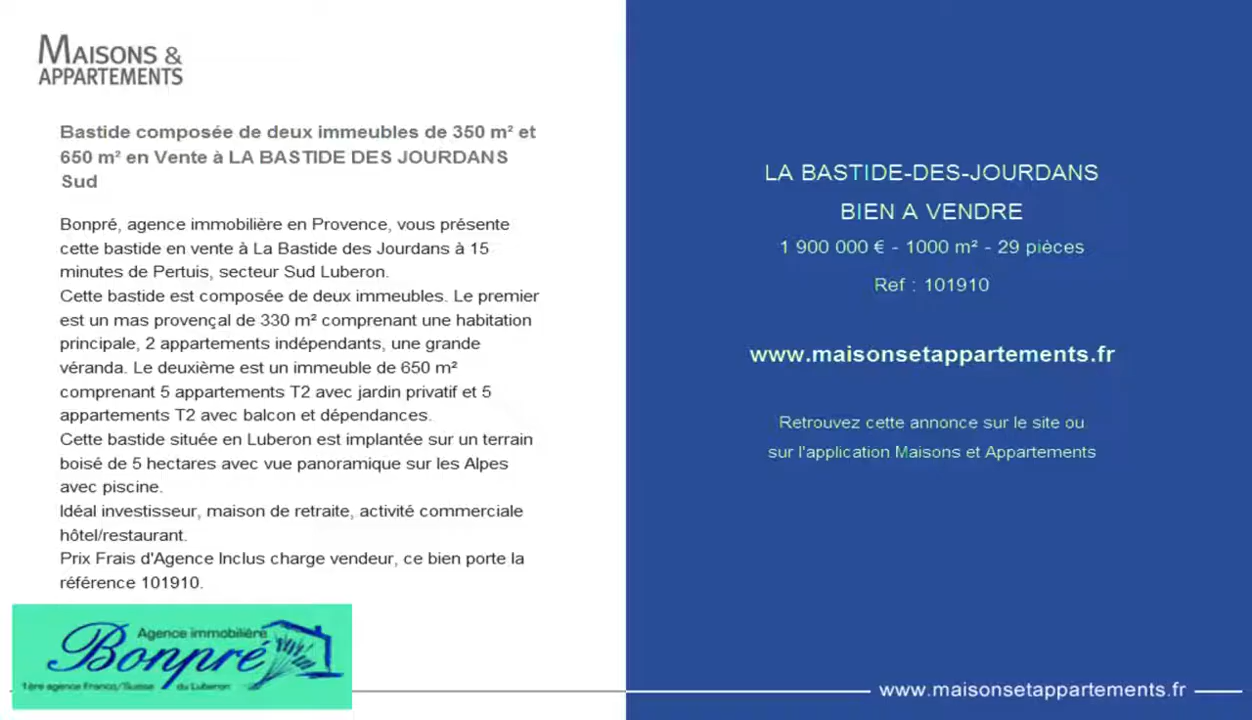 MAISONS &
APPARTEMENTS
Bastide composée de deux immeubles de 350 m² et
650 m² en Vente à LA BASTIDE DES JOURDANS
Sud
Bonpré, agence immobilière en Provence, vous présente
cette bastide en vente à La Bastide des Jourdans à 15
minutes de Pertuis, secteur Sud Luberon.
Cette bastide est composée de deux immeubles. Le premier
est un mas provençal de 330 m² comprenant une habitation
principale, 2 appartements indépendants, une grande
véranda. Le deuxième est un immeuble de 650 m²
comprenant 5 appartements T2 avec jardin privatif et 5
appartements T2 avec balcon et dépendances.
Cette bastide située en Luberon est implantée sur un terrain
boisé de 5 hectares avec vue panoramique sur les Alpes
avec piscine.
Idéal investisseur, maison de retraite, activité commerciale
hôtel/restaurant.
Prix Frais d'Agence Inclus charge vendeur, ce bien porte la
référence 101910.
Agence immobilière
Bonpré
1ère agence Franco/Suisse du Luberon
LA BASTIDE-DES-JOURDANS
BIEN A VENDRE
1 900 000 € - 1000 m² - 29 pièces
Ref : 101910
www.maisonsetappartements.fr
Retrouvez cette annonce sur le site ou
sur l'application Maisons et Appartements
www.maisonsetappartements.fr